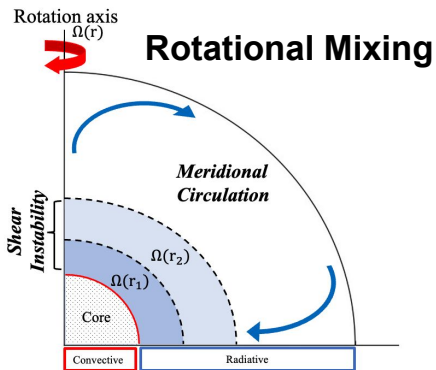 Rotation axis
Ω(r)
Rotational Mixing
Meridional
Circulation
Shear
Instability
Ω(r₂)
Ω(r₁)
Core
Convective
Radiative